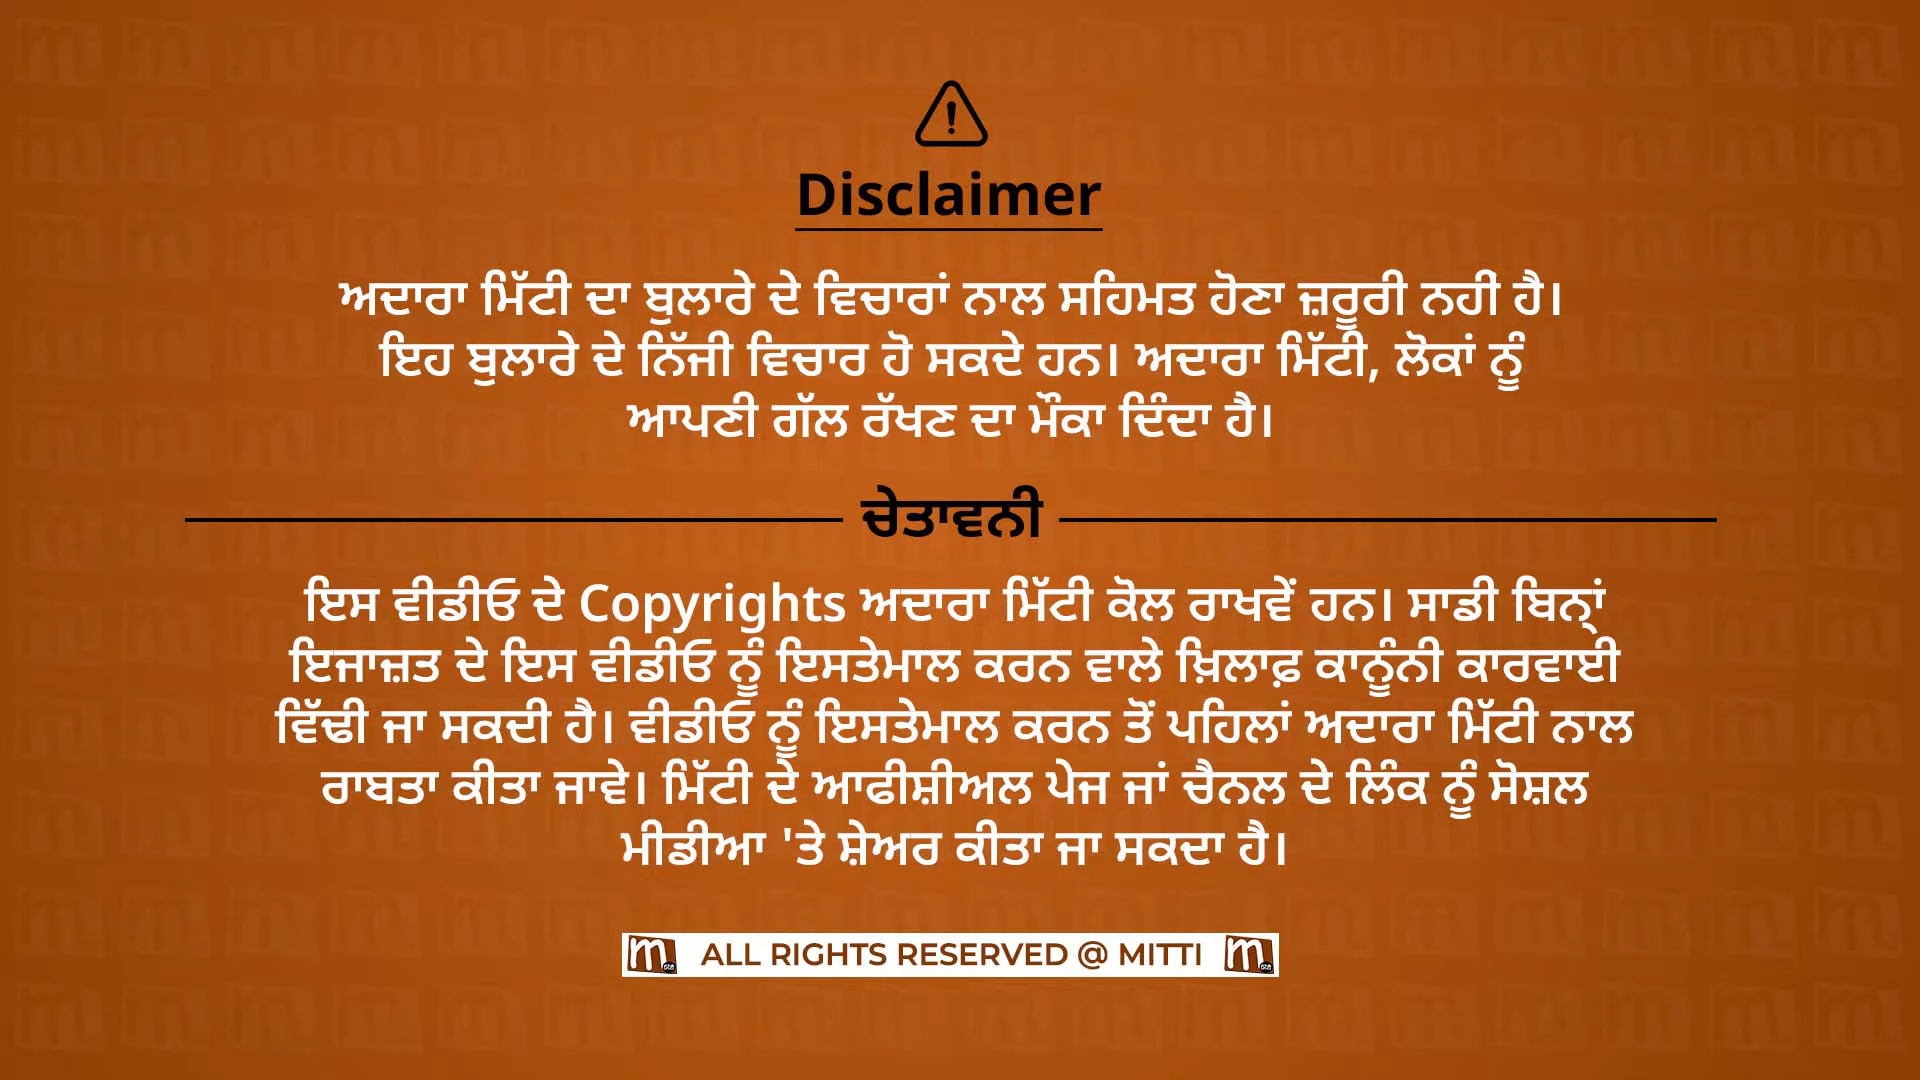 Disclaimer
ਅਦਾਰਾ ਮਿੱਟੀ ਦਾ ਬੁਲਾਰੇ ਦੇ ਵਿਚਾਰਾਂ ਨਾਲ ਸਹਿਮਤ ਹੋਣਾ ਜ਼ਰੂਰੀ ਨਹੀਂ ਹੈ।
ਇਹ ਬੁਲਾਰੇ ਦੇ ਨਿੱਜੀ ਵਿਚਾਰ ਹੋ ਸਕਦੇ ਹਨ। ਅਦਾਰਾ ਮਿੱਟੀ, ਲੋਕਾਂ ਨੂੰ
ਆਪਣੀ ਗੱਲ ਰੱਖਣ ਦਾ ਮੌਕਾ ਦਿੰਦਾ ਹੈ।
ਚੇਤਾਵਨੀ
ਇਸ ਵੀਡੀਓ ਦੇ Copyrights ਅਦਾਰਾ ਮਿੱਟੀ ਕੋਲ ਰਾਖਵੇਂ ਹਨ। ਸਾਡੀ ਬਿਨ੍ਹਾਂ
ਇਜਾਜ਼ਤ ਦੇ ਇਸ ਵੀਡੀਓ ਨੂੰ ਇਸਤੇਮਾਲ ਕਰਨ ਵਾਲੇ ਖ਼ਿਲਾਫ਼ ਕਾਨੂੰਨੀ ਕਾਰਵਾਈ
ਵਿੱਢੀ ਜਾ ਸਕਦੀ ਹੈ। ਵੀਡੀਓ ਨੂੰ ਇਸਤੇਮਾਲ ਕਰਨ ਤੋਂ ਪਹਿਲਾਂ ਅਦਾਰਾ ਮਿੱਟੀ ਨਾਲ
ਰਾਬਤਾ ਕੀਤਾ ਜਾਵੇ। ਮਿੱਟੀ ਦੇ ਆਫੀਸ਼ੀਅਲ ਪੇਜ ਜਾਂ ਚੈਨਲ ਦੇ ਲਿੰਕ ਨੂੰ ਸੋਸ਼ਲ
ਮੀਡੀਆ 'ਤੇ ਸ਼ੇਅਰ ਕੀਤਾ ਜਾ ਸਕਦਾ ਹੈ।
m ALL RIGHTS RESERVED @ MITTI m